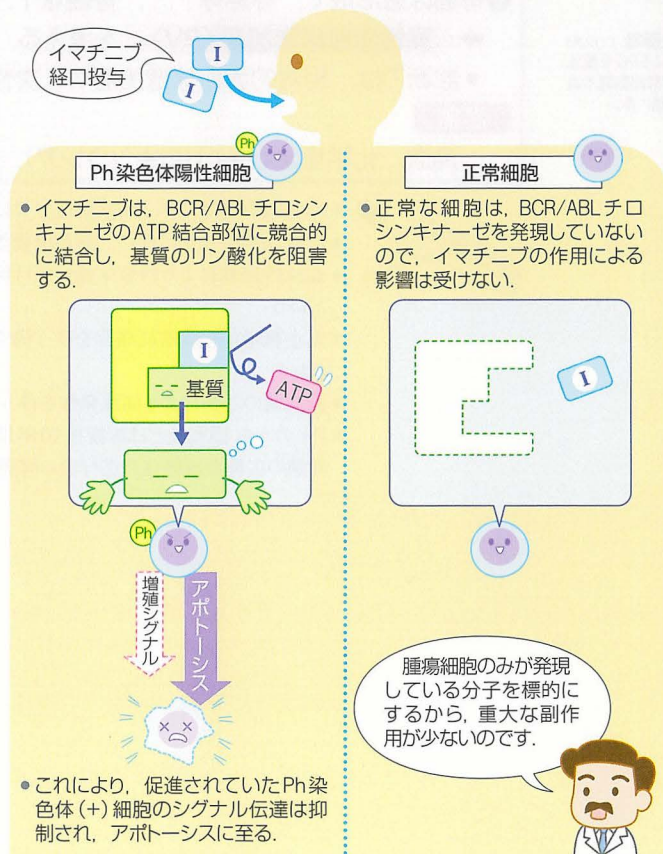 イマチニブ
経口投与
I
I
Ph
Ph染色体陽性細胞
●イマチニブは，BCR/ABLチロシン
キナーゼのATP結合部位に競合的
に結合し，基質のリン酸化を阻害
する．
I
基質
ATP
Ph
増殖シグナル
アポトーシス
●これにより，促進されていたPh染
色体(+)細胞のシグナル伝達は抑
制され，アポトーシスに至る．
正常細胞
●正常な細胞は，BCR/ABLチロ
シンキナーゼを発現していない
ので，イマチニブの作用による
影響は受けない．
I
腫瘍細胞のみが発現
している分子を標的に
するから，重大な副作
用が少ないのです．